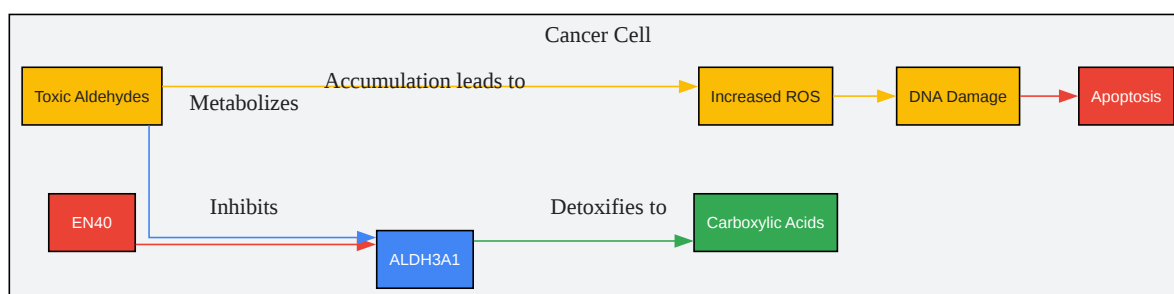 Cancer Cell
Toxic Aldehydes
Accumulation leads to
Metabolizes
Increased ROS
DNA Damage
Apoptosis
EN40
Inhibits
ALDH3A1
Detoxifies to
Carboxylic Acids